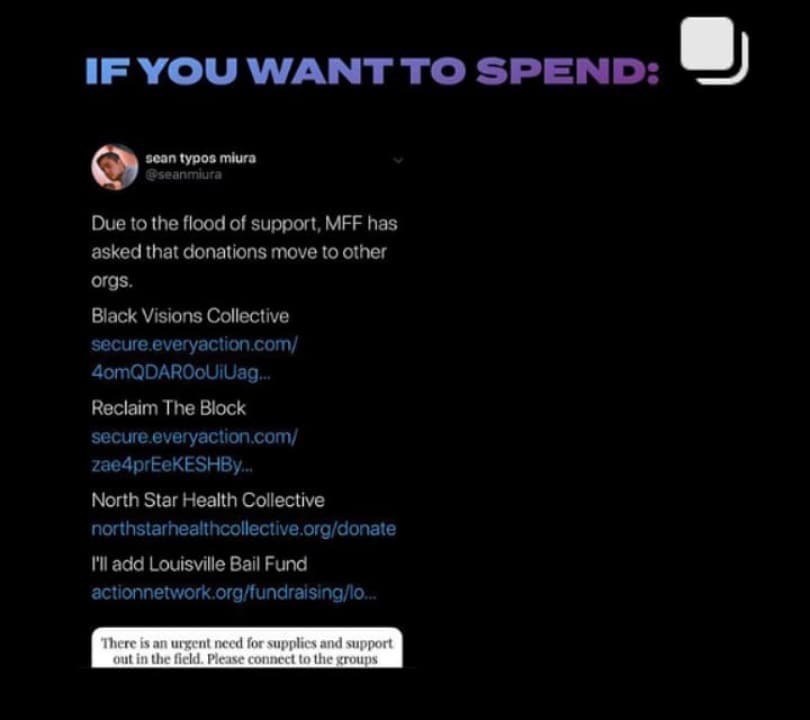 IF YOU WANT TO SPEND:
sean typos miura
@seanmiura
Due to the flood of support, MFF has
asked that donations move to other
orgs.
Black Visions Collective
secure.everyaction.com/
4omQDAR0oUiUag...
Reclaim The Block
secure.everyaction.com/
zae4prEeKESHBy...
North Star Health Collective
northstarhealthcollective.org/donate
I'll add Louisville Bail Fund
actionnetwork.org/fundraising/lo...
There is an urgent need for supplies and support
out in the field. Please connect to the groups